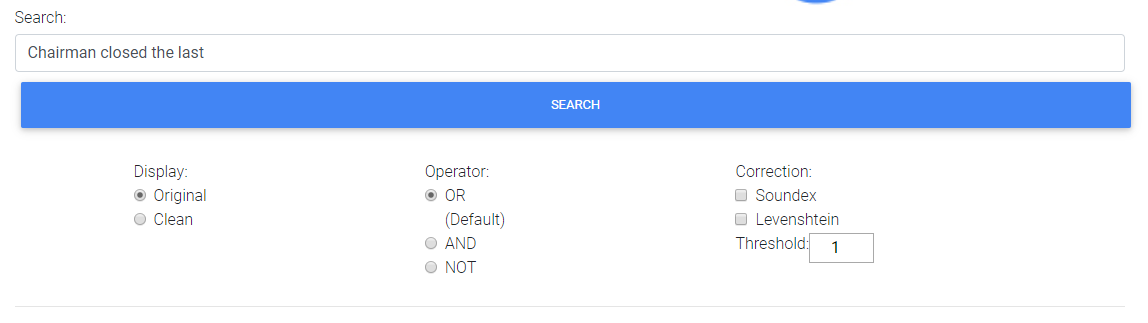 Search:
Chairman closed the last
SEARCH
Display:
Original
Clean
Operator:
OR
(Default)
AND
NOT
Correction:
Soundex
Levenshtein
Threshold: 1